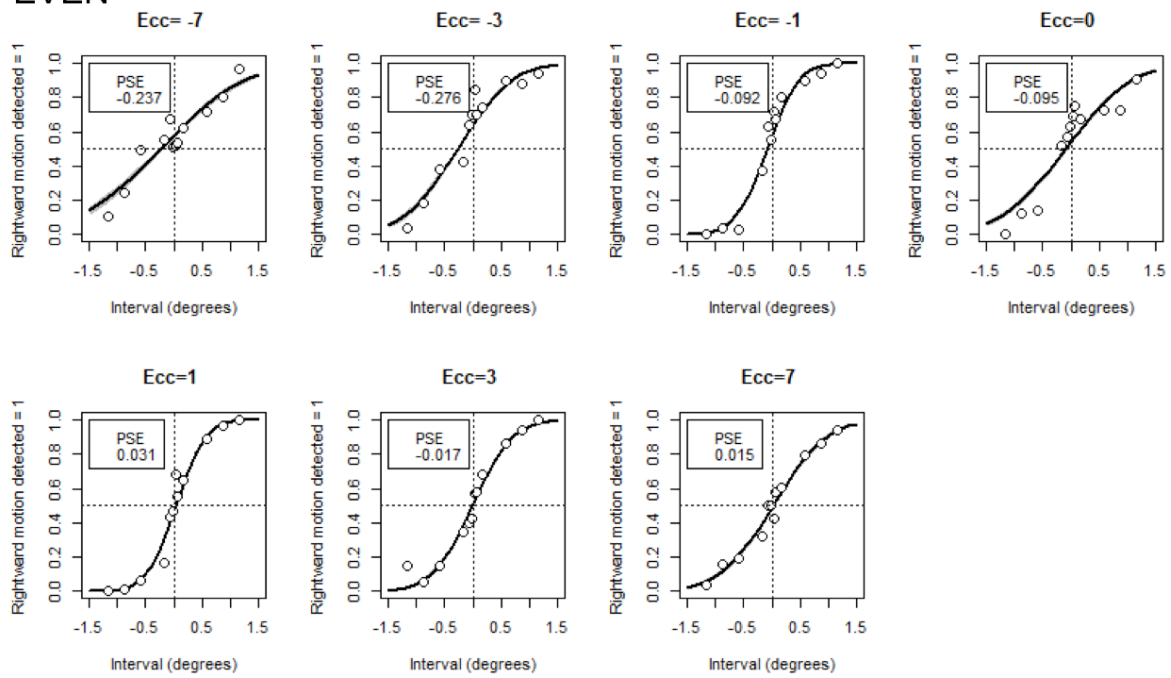 EVEN
Ecc= -7
Rightward motion detected = 1
1.0
0.8
0.6
0.4
0.2
0.0
PSE
-0.237
-1.5 -0.5 0.5 1.5
Interval (degrees)
Ecc= -3
Rightward motion detected = 1
1.0
0.8
0.6
0.4
0.2
0.0
PSE
-0.276
-1.5 -0.5 0.5 1.5
Interval (degrees)
Ecc= -1
Rightward motion detected = 1
1.0
0.8
0.6
0.4
0.2
0.0
PSE
-0.092
-1.5 -0.5 0.5 1.5
Interval (degrees)
Ecc=0
Rightward motion detected = 1
1.0
0.8
0.6
0.4
0.2
0.0
PSE
-0.095
-1.5 -0.5 0.5 1.5
Interval (degrees)
Ecc=1
Rightward motion detected = 1
1.0
0.8
0.6
0.4
0.2
0.0
PSE
0.031
-1.5 -0.5 0.5 1.5
Interval (degrees)
Ecc=3
Rightward motion detected = 1
1.0
0.8
0.6
0.4
0.2
0.0
PSE
-0.017
-1.5 -0.5 0.5 1.5
Interval (degrees)
Ecc=7
Rightward motion detected = 1
1.0
0.8
0.6
0.4
0.2
0.0
PSE
0.015
-1.5 -0.5 0.5 1.5
Interval (degrees)